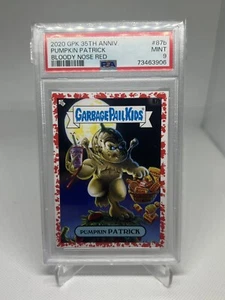 2020 GPK 35TH ANNIV #87b
PUMPKIN PATRICK MINT
BLOODY NOSE RED 9
PSA 73463906
GARBAGE PAIL KIDS
PUMPKIN PATRICK